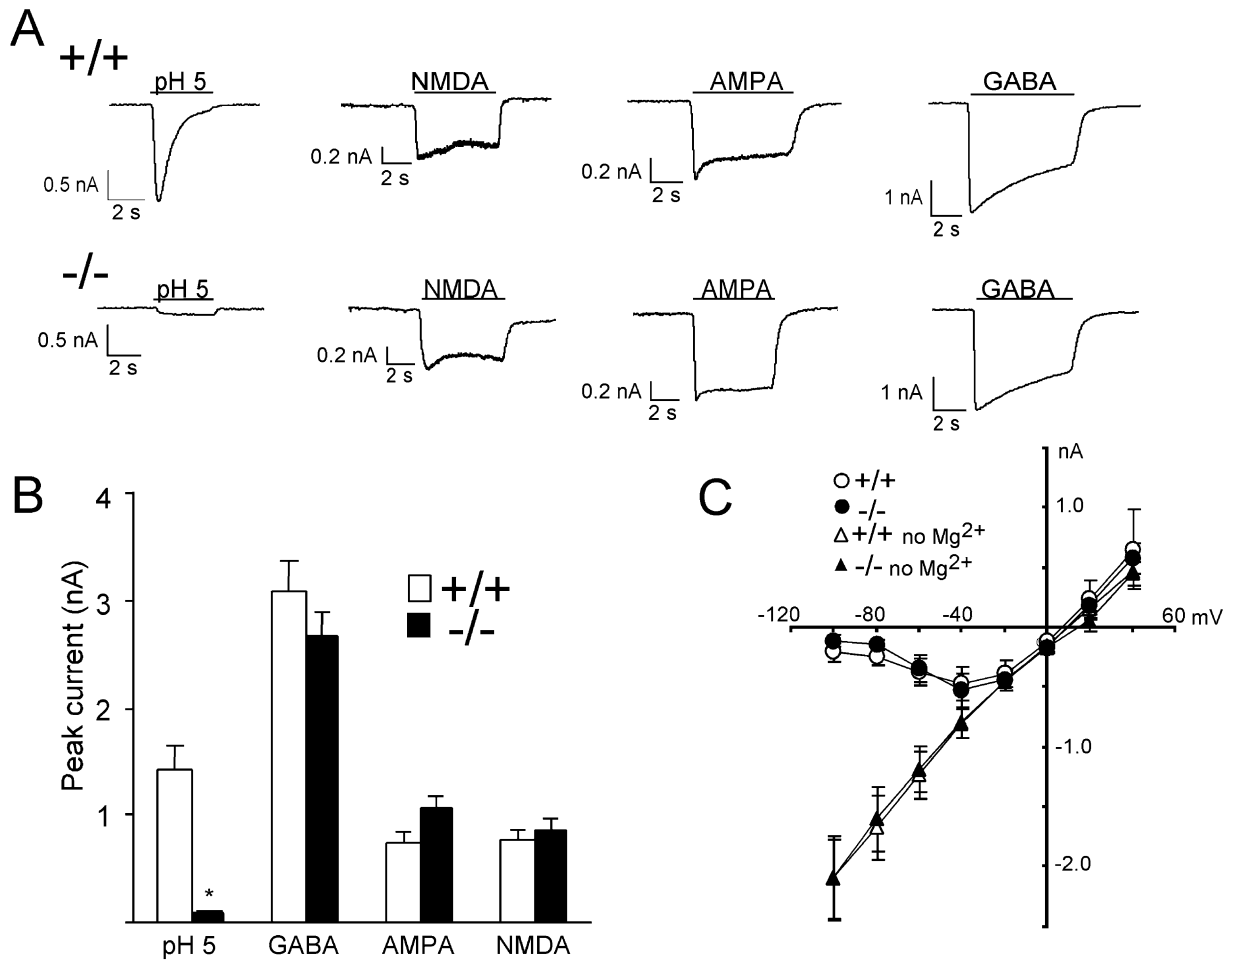 A
+/+
pH 5 NMDA AMPA GABA
0.5 nA 2 s 0.2 nA 2 s 0.2 nA 2 s 1 nA 2 s
-/-
pH 5 NMDA AMPA GABA
0.5 nA 2 s 0.2 nA 2 s 0.2 nA 2 s 1 nA 2 s
B
Peak current (nA)
4
3
2
1
+/+
-/-
*
pH 5 GABA AMPA NMDA
C
+/+
-/-
+/+ no Mg2+
-/- no Mg2+
nA
1.0
-120 -80 -40 60 mV
-1.0
-2.0